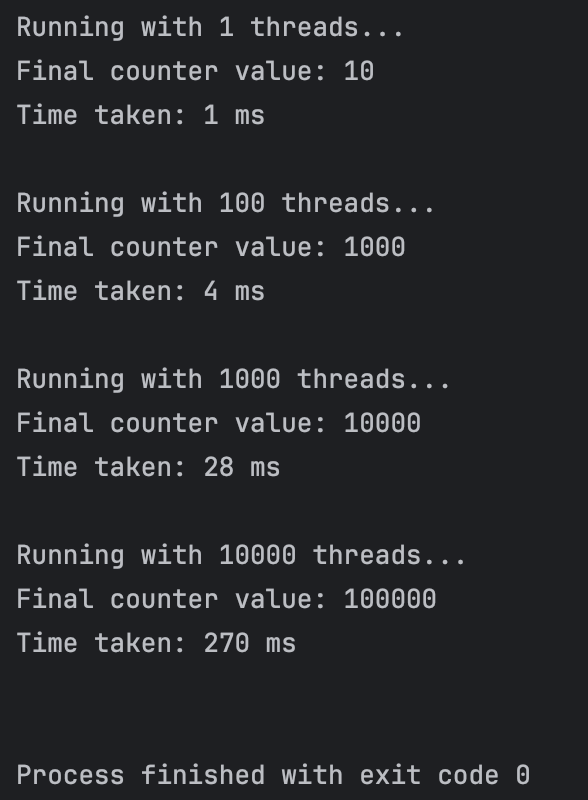 Running with 1 threads...
Final counter value: 10
Time taken: 1 ms
Running with 100 threads...
Final counter value: 1000
Time taken: 4 ms
Running with 1000 threads...
Final counter value: 10000
Time taken: 28 ms
Running with 10000 threads...
Final counter value: 100000
Time taken: 270 ms
Process finished with exit code 0